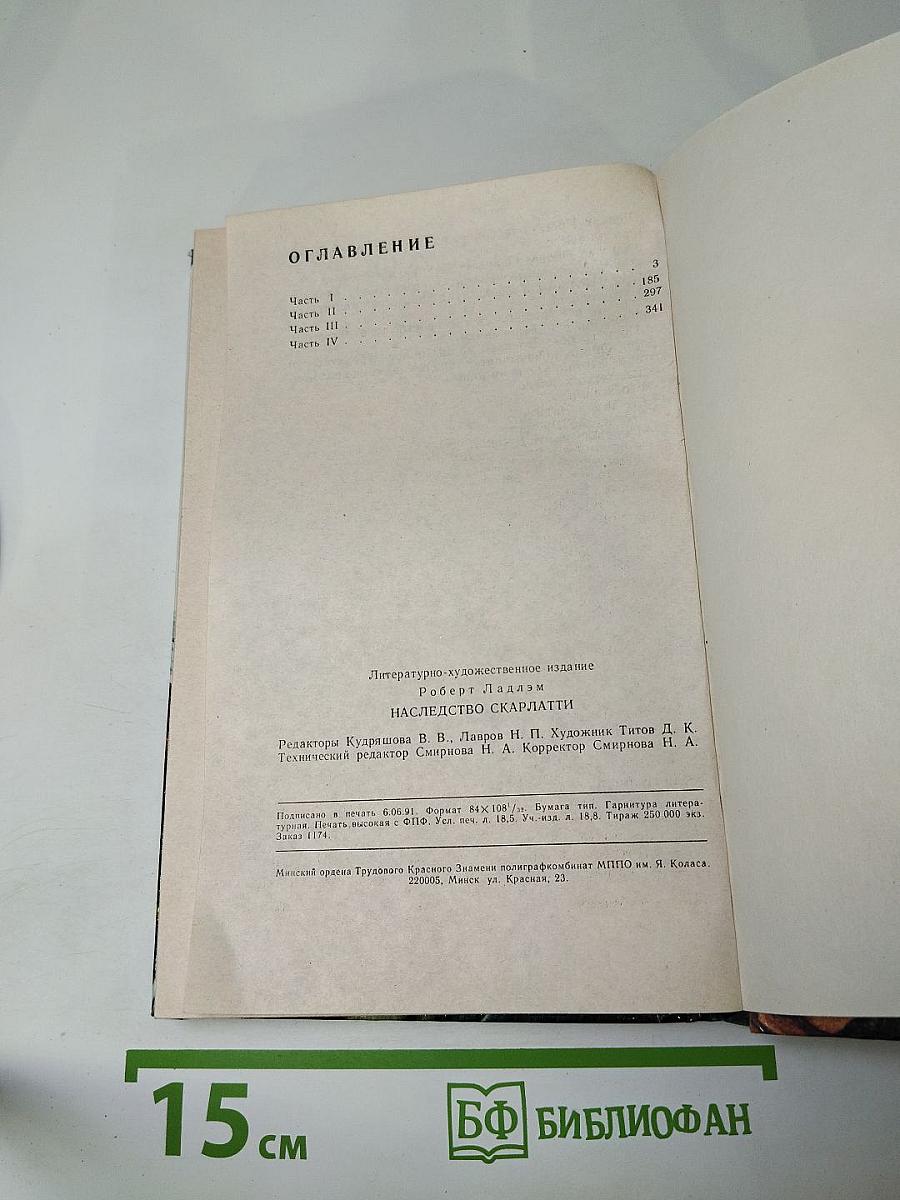 ОГЛАВЛЕНИЕ
Часть I . . . . . . . . . . . . . . . 3
Часть II . . . . . . . . . . . . . . . 185
Часть III . . . . . . . . . . . . . . . 297
Часть IV . . . . . . . . . . . . . . . 341
Литературно-художественное издание
Роберт Ладлэм
НАСЛЕДСТВО СКАРЛАТТИ
Редакторы Кудряшова В. В., Лавров Н. П. Художник Титов Д. К.
Технический редактор Смирнова Н. А. Корректор Смирнова Н. А.
Подписано в печать 6.06.91. Формат 84×108¹/₃₂. Бумага тип. Гарнитура литера-
турная. Печать высокая с ФПФ. Усл. печ. л. 18,5. Уч.-изд. л. 18,8. Тираж 250 000 экз.
Заказ 1174.
Минский ордена Трудового Красного Знамени полиграфкомбинат МППО им. Я. Коласа.
220005, Минск ул. Красная, 23.
15 см
БФ БИБЛИОФАН